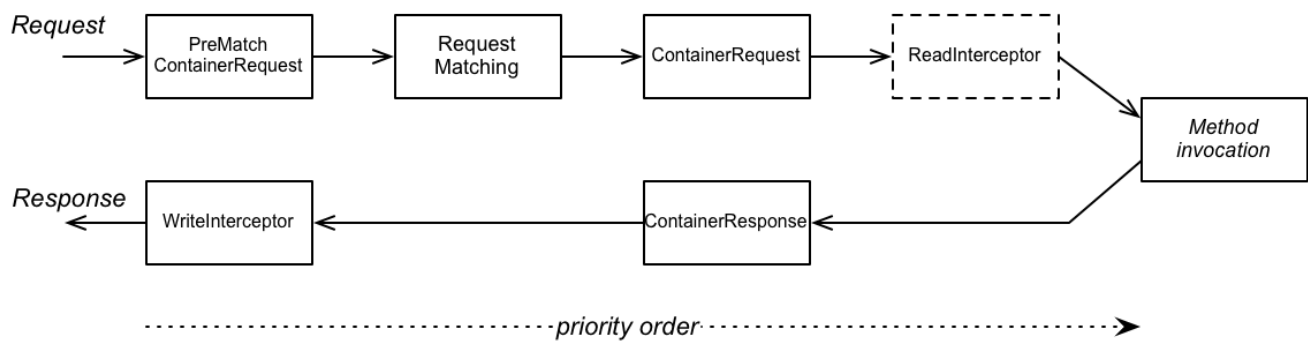 Request
PreMatch
ContainerRequest
Request
Matching
ContainerRequest
ReadInterceptor
Method
invocation
Response
WriteInterceptor
ContainerResponse
priority order